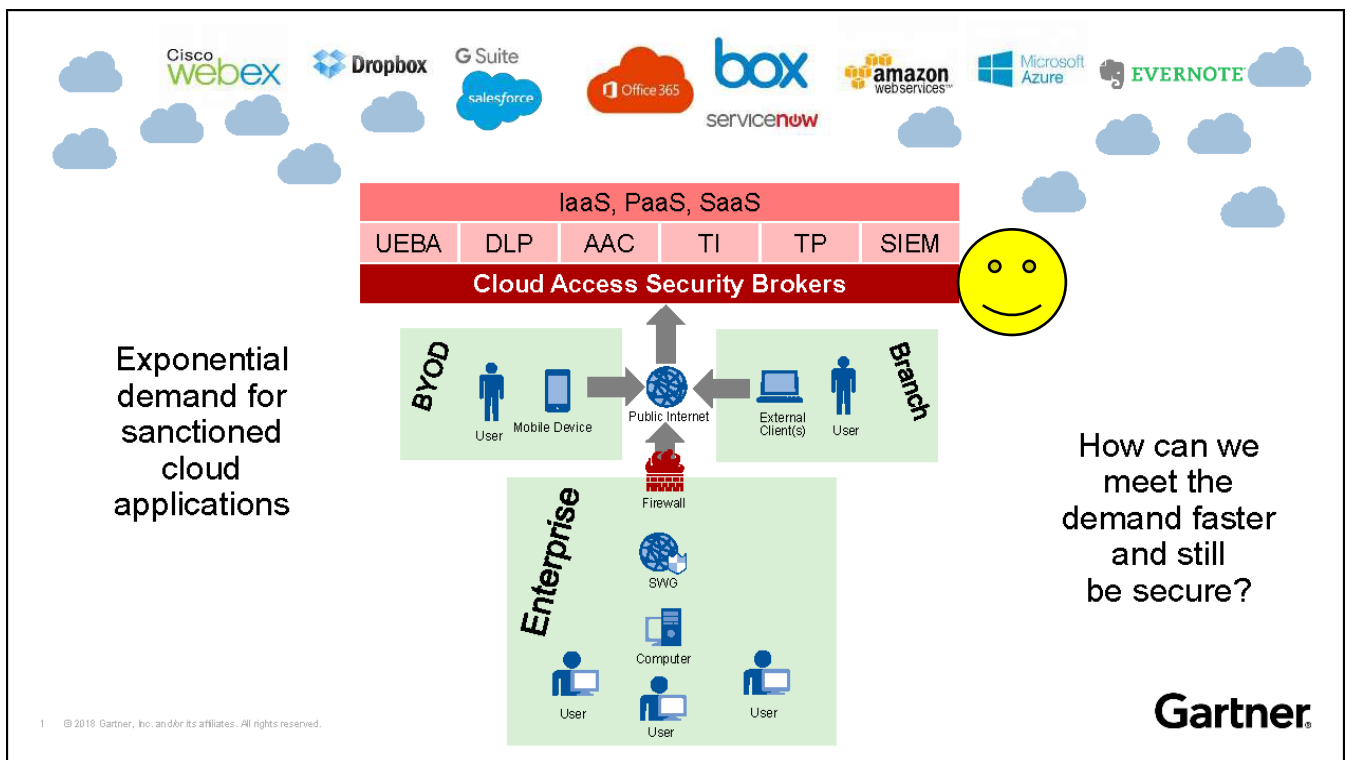 Cisco
webex
Dropbox
G Suite
salesforce
Office 365
box
servicenow
amazon
webservices™
Microsoft
Azure
EVERNOTE
IaaS, PaaS, SaaS
UEBA
DLP
AAC
TI
TP
SIEM
Cloud Access Security Brokers
Exponential
demand for
sanctioned
cloud
applications
BYOD
User
Mobile Device
Public Internet
External
Client(s)
User
Branch
How can we
meet the
demand faster
and still
be secure?
Firewall
Enterprise
SWG
Computer
User
User
User
1 © 2018 Gartner, Inc. and/or its affiliates. All rights reserved.
Gartner®